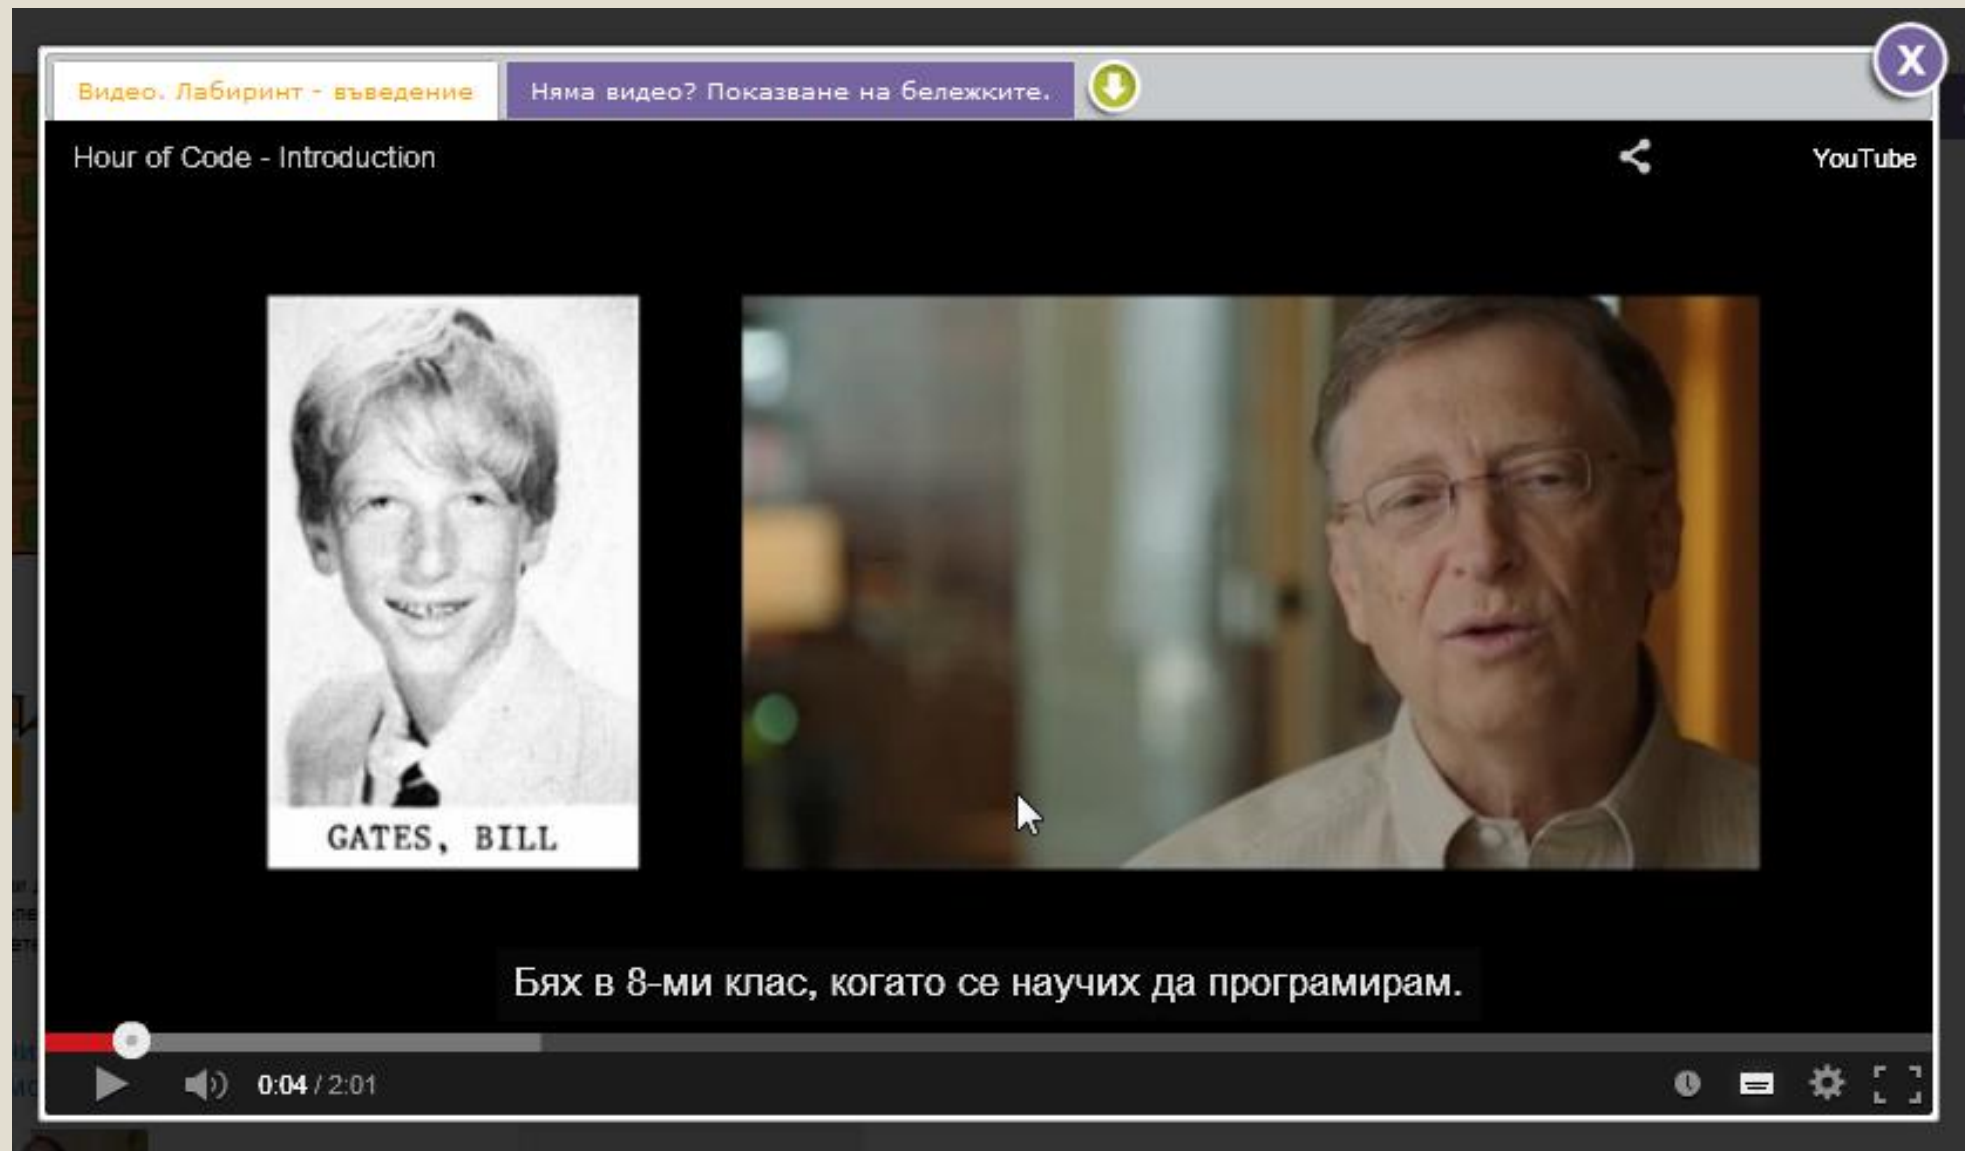 Видео. Лабиринт - въведение
Няма видео? Показване на бележките.
X
Hour of Code - Introduction
YouTube
GATES, BILL
Бях в 8-ми клас, когато се научих да програмирам.
0:04 / 2:01